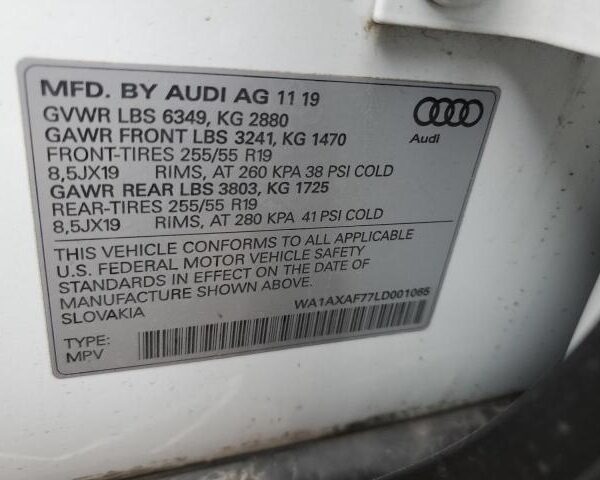 MFD. BY AUDI AG 11 19
GVWR LBS 6349, KG 2880
GAWR FRONT LBS 3241, KG 1470
FRONT-TIRES 255/55 R19
8,5JX19 RIMS, AT 260 KPA 38 PSI COLD
GAWR REAR LBS 3803, KG 1725
REAR-TIRES 255/55 R19
8,5JX19 RIMS, AT 280 KPA 41 PSI COLD
Audi
THIS VEHICLE CONFORMS TO ALL APPLICABLE
U.S. FEDERAL MOTOR VEHICLE SAFETY
STANDARDS IN EFFECT ON THE DATE OF
MANUFACTURE SHOWN ABOVE.
SLOVAKIA
WA1AXAF77LD001065
TYPE:
MPV